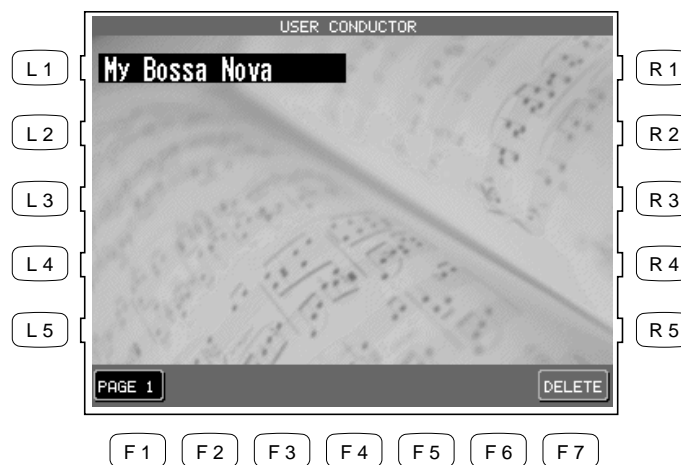 USER CONDUCTOR
L 1
My Bossa Nova
R 1
L 2
R 2
L 3
R 3
L 4
R 4
L 5
R 5
PAGE 1
DELETE
F 1 F 2 F 3 F 4 F 5 F 6 F 7